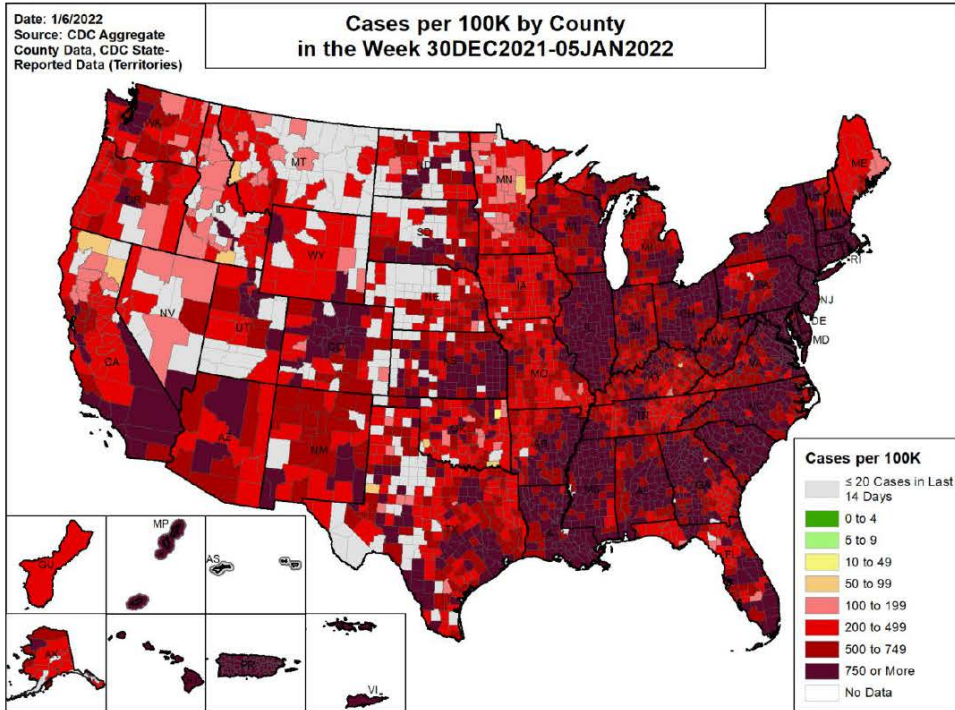 Date: 1/6/2022
Source: CDC Aggregate
County Data, CDC State-
Reported Data (Territories)
Cases per 100K by County
in the Week 30DEC2021-05JAN2022
WA
MT
ND
MN
ME
OR
ID
SD
WI
VT
NH
NY
WY
MI
RI
IA
PA
NE
NJ
NV
UT
IL
IN
OH
DE
MD
CO
WV
VA
CA
KS
MO
KY
NC
TN
AZ
NM
OK
AR
SC
MS
AL
GA
TX
LA
FL
GU
MP
AS
AK
PR
VI
Cases per 100K
≤ 20 Cases in Last
14 Days
0 to 4
5 to 9
10 to 49
50 to 99
100 to 199
200 to 499
500 to 749
750 or More
No Data